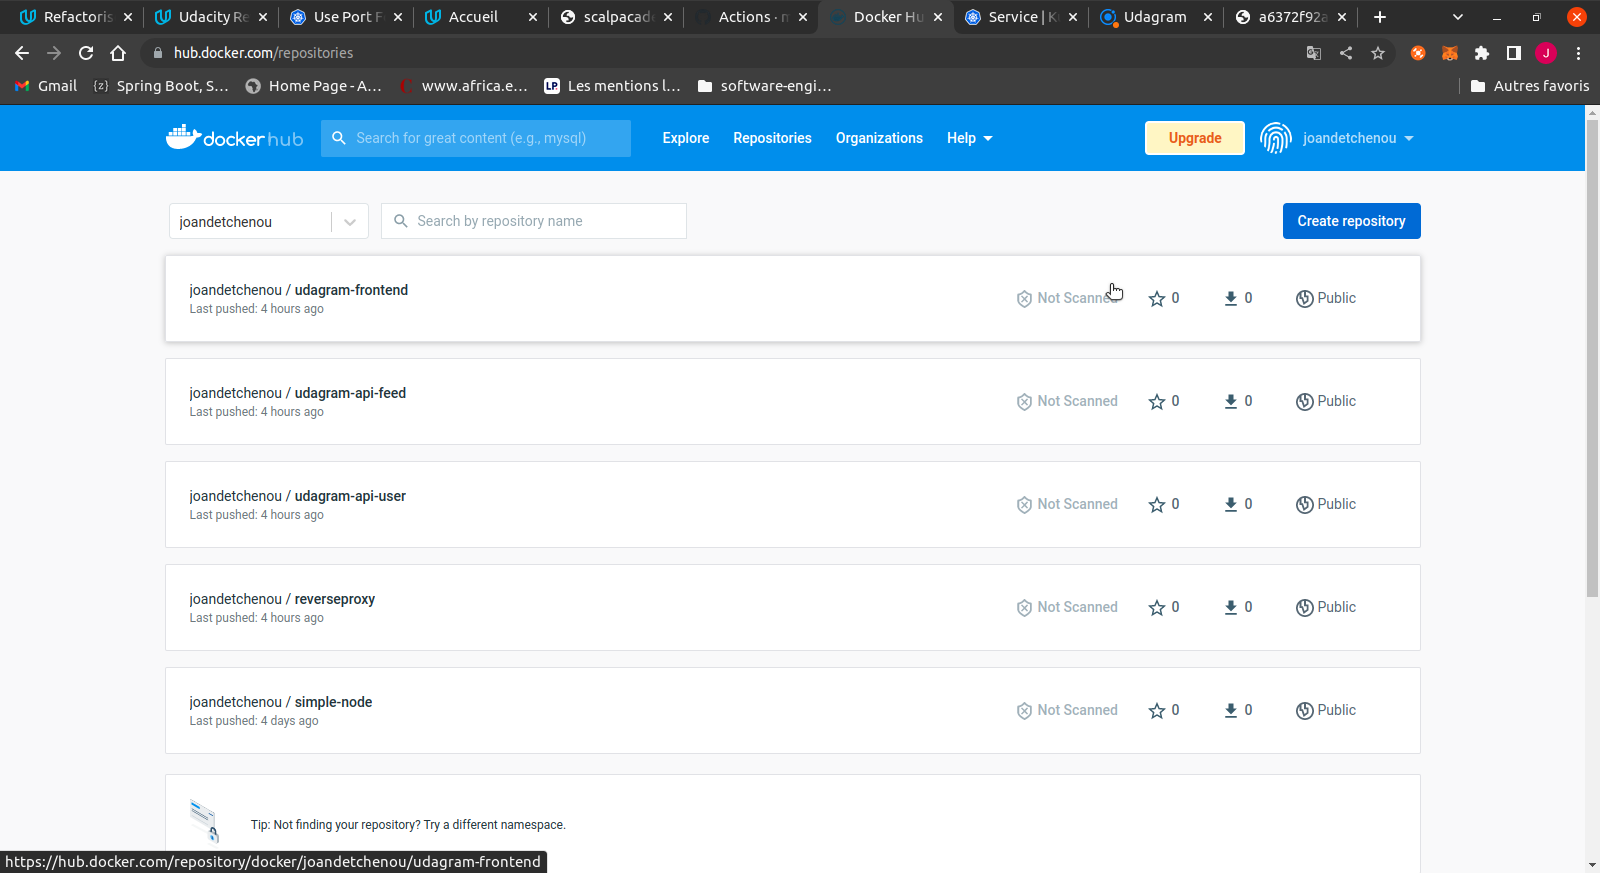 Refactoris
Udacity Re
Use Port F
Accueil
scalpacado
Actions · m
Docker Hu
Service | K
Udagram
a6372f92a
hub.docker.com/repositories
J
Gmail
Spring Boot, S...
Home Page - A...
www.africa.e...
LP
Les mentions l...
software-engi...
Autres favoris
docker hub
Search for great content (e.g., mysql)
Explore
Repositories
Organizations
Help
Upgrade
joandetchenou
joandetchenou
Search by repository name
Create repository
joandetchenou / udagram-frontend
Last pushed: 4 hours ago
Not Scanned
0
0
Public
joandetchenou / udagram-api-feed
Last pushed: 4 hours ago
Not Scanned
0
0
Public
joandetchenou / udagram-api-user
Last pushed: 4 hours ago
Not Scanned
0
0
Public
joandetchenou / reverseproxy
Last pushed: 4 hours ago
Not Scanned
0
0
Public
joandetchenou / simple-node
Last pushed: 4 days ago
Not Scanned
0
0
Public
Tip: Not finding your repository? Try a different namespace.
https://hub.docker.com/repository/docker/joandetchenou/udagram-frontend